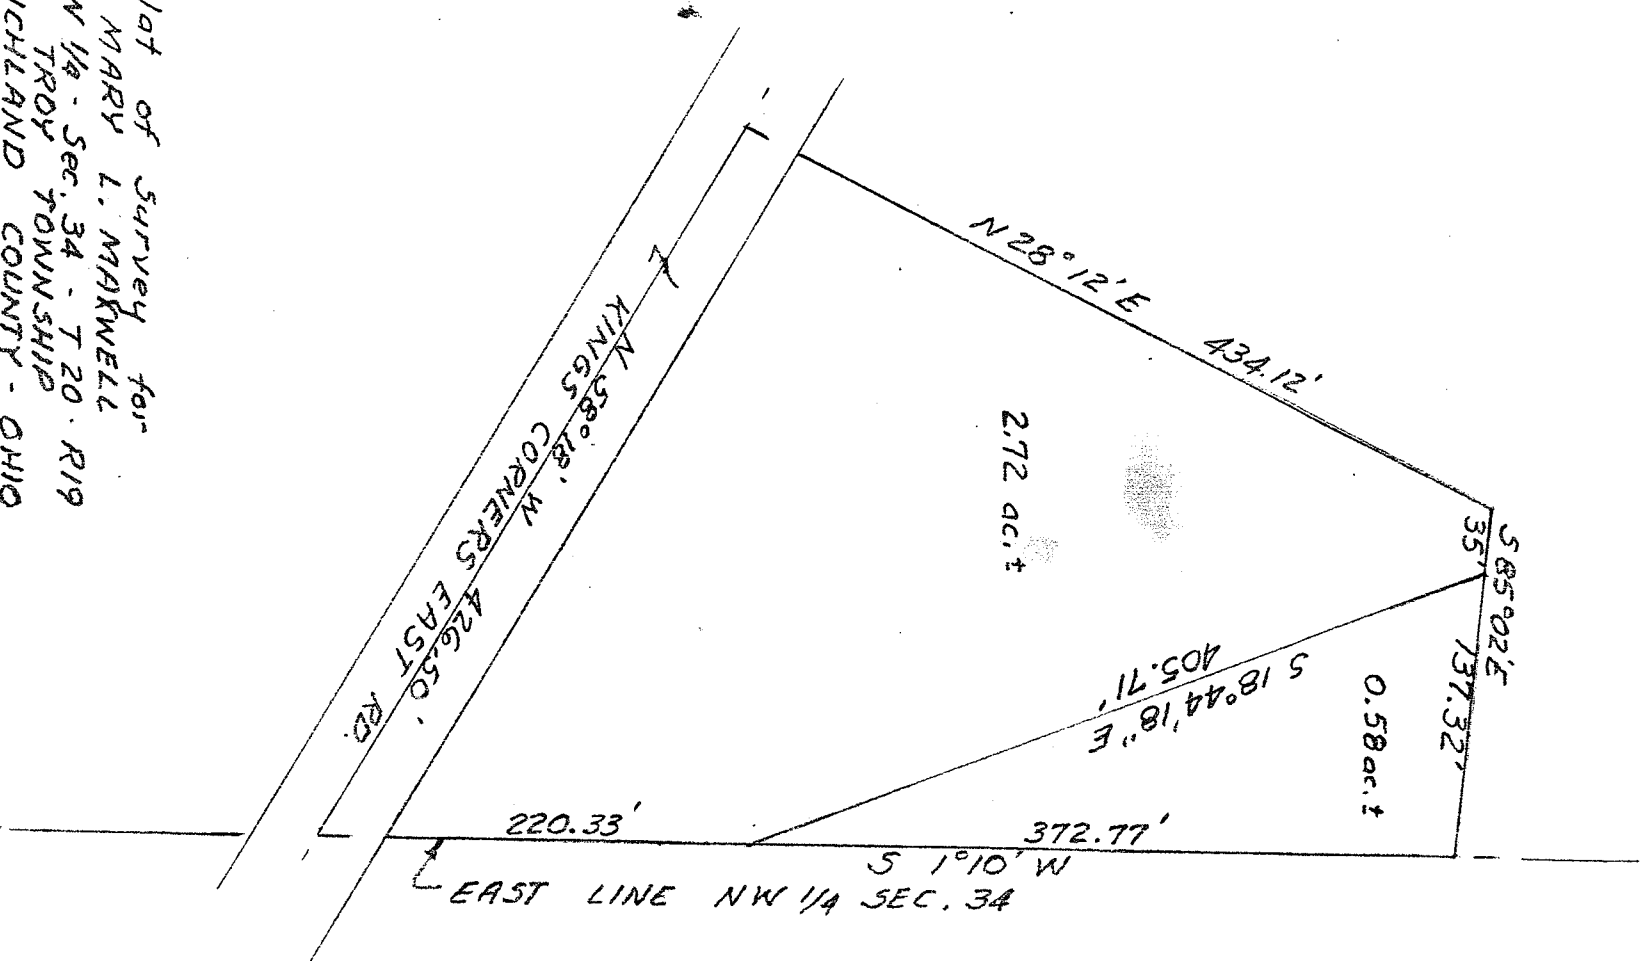 lat of Survey for
MARY L. MAXWELL
N 1/4 - Sec. 34 - T 20 - R19
TROY TOWNSHIP
ICHLAND COUNTY - OHIO
N 28° 12' E 434.12'
S 85° 02' E
35'
137.32'
2.72 ac. ±
0.58 ac. ±
S 18° 44' 18" E
405.71'
N 58° 18' W 426.50'
KINGS CORNERS EAST RD.
220.33'
372.77'
S 1° 10' W
EAST LINE NW 1/4 SEC. 34